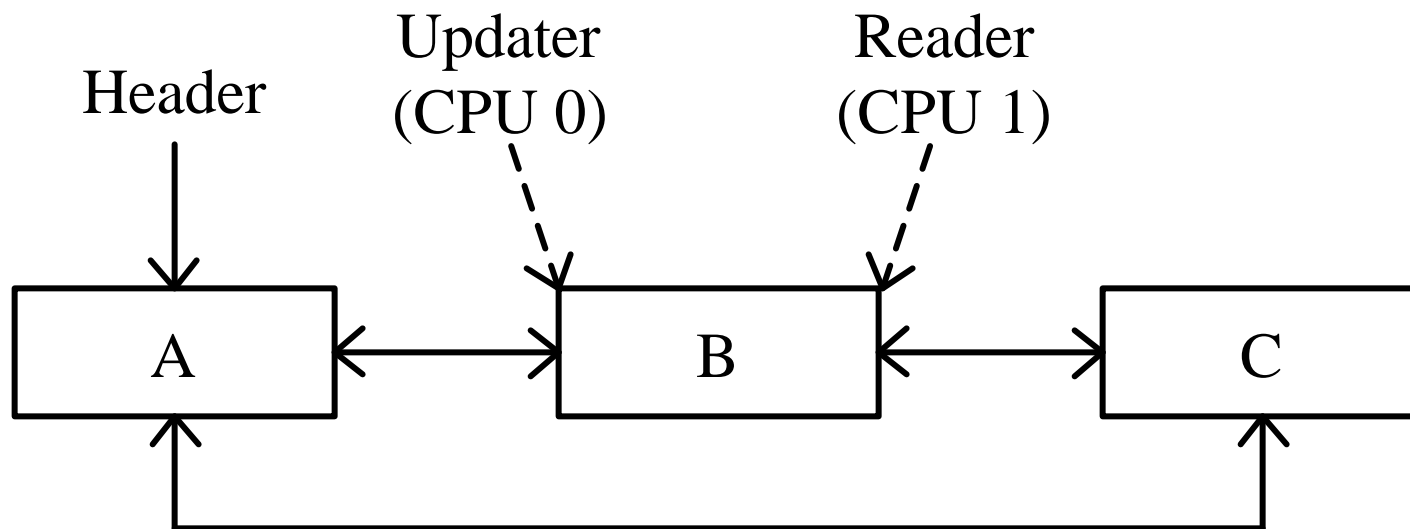 Header
Updater
(CPU 0)
Reader
(CPU 1)
A
B
C